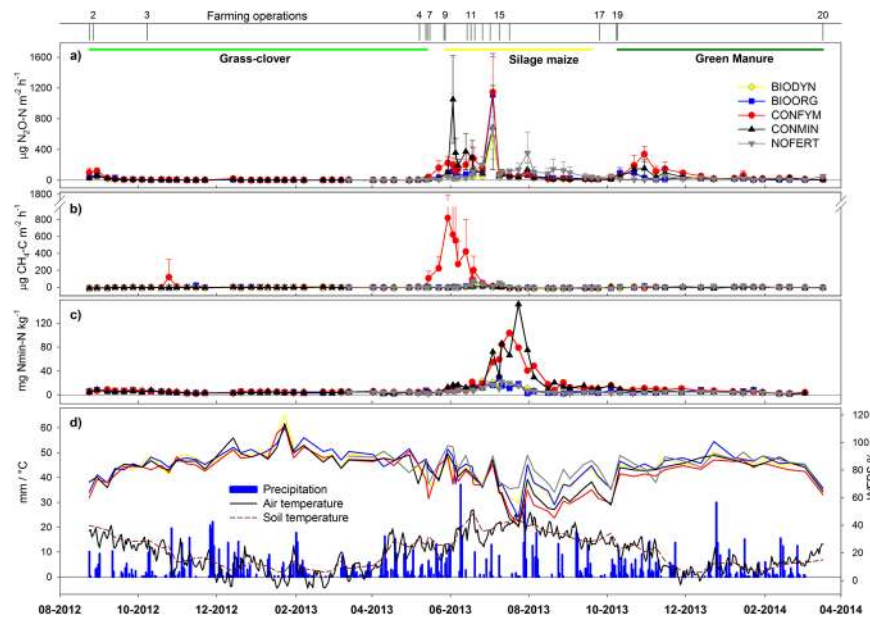 2 3 Farming operations 4 7 9 11 15 17 19 20
a)
Grass-clover Silage maize Green Manure
µg N₂O-N m⁻² h⁻¹
1600
1200
800
400
0
BIODYN
BIOORG
CONFYM
CONMIN
NOFERT
b)
µg CH₄-C m⁻² h⁻¹
1800
800
600
400
200
0
c)
mg Nmin-N kg⁻¹
120
80
40
0
d)
mm / °C
60
50
40
30
20
10
0
120
100
80
60
40
20
0
WFPS %
Precipitation
Air temperature
Soil temperature
08-2012 10-2012 12-2012 02-2013 04-2013 06-2013 08-2013 10-2013 12-2013 02-2014 04-2014